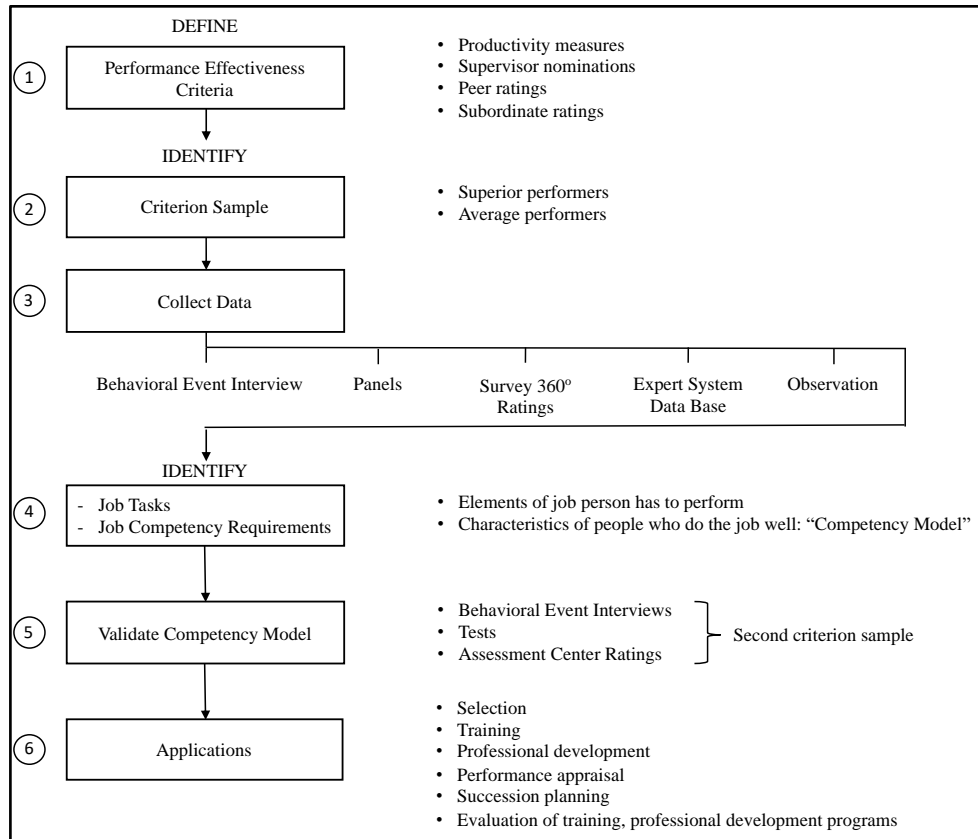 DEFINE
1
Performance Effectiveness
Criteria
• Productivity measures
• Supervisor nominations
• Peer ratings
• Subordinate ratings
IDENTIFY
2
Criterion Sample
• Superior performers
• Average performers
3
Collect Data
Behavioral Event Interview
Panels
Survey 360°
Ratings
Expert System
Data Base
Observation
IDENTIFY
4
- Job Tasks
- Job Competency Requirements
• Elements of job person has to perform
• Characteristics of people who do the job well: “Competency Model”
5
Validate Competency Model
• Behavioral Event Interviews
• Tests
• Assessment Center Ratings
Second criterion sample
6
Applications
• Selection
• Training
• Professional development
• Performance appraisal
• Succession planning
• Evaluation of training, professional development programs